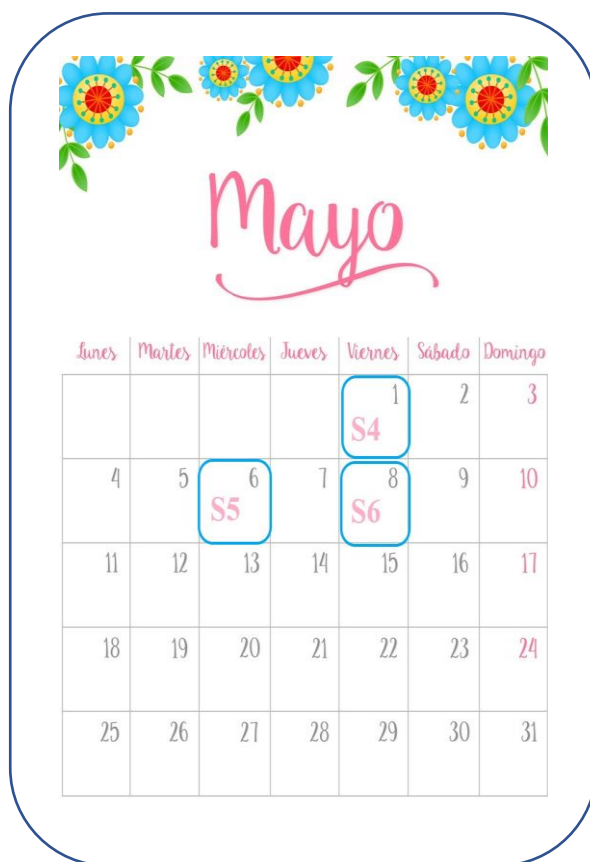 Mayo
Lunes Martes Miércoles Jueves Viernes Sábado Domingo
1 2 3
S4
4 5 6 7 8 9 10
S5 S6
11 12 13 14 15 16 17
18 19 20 21 22 23 24
25 26 27 28 29 30 31